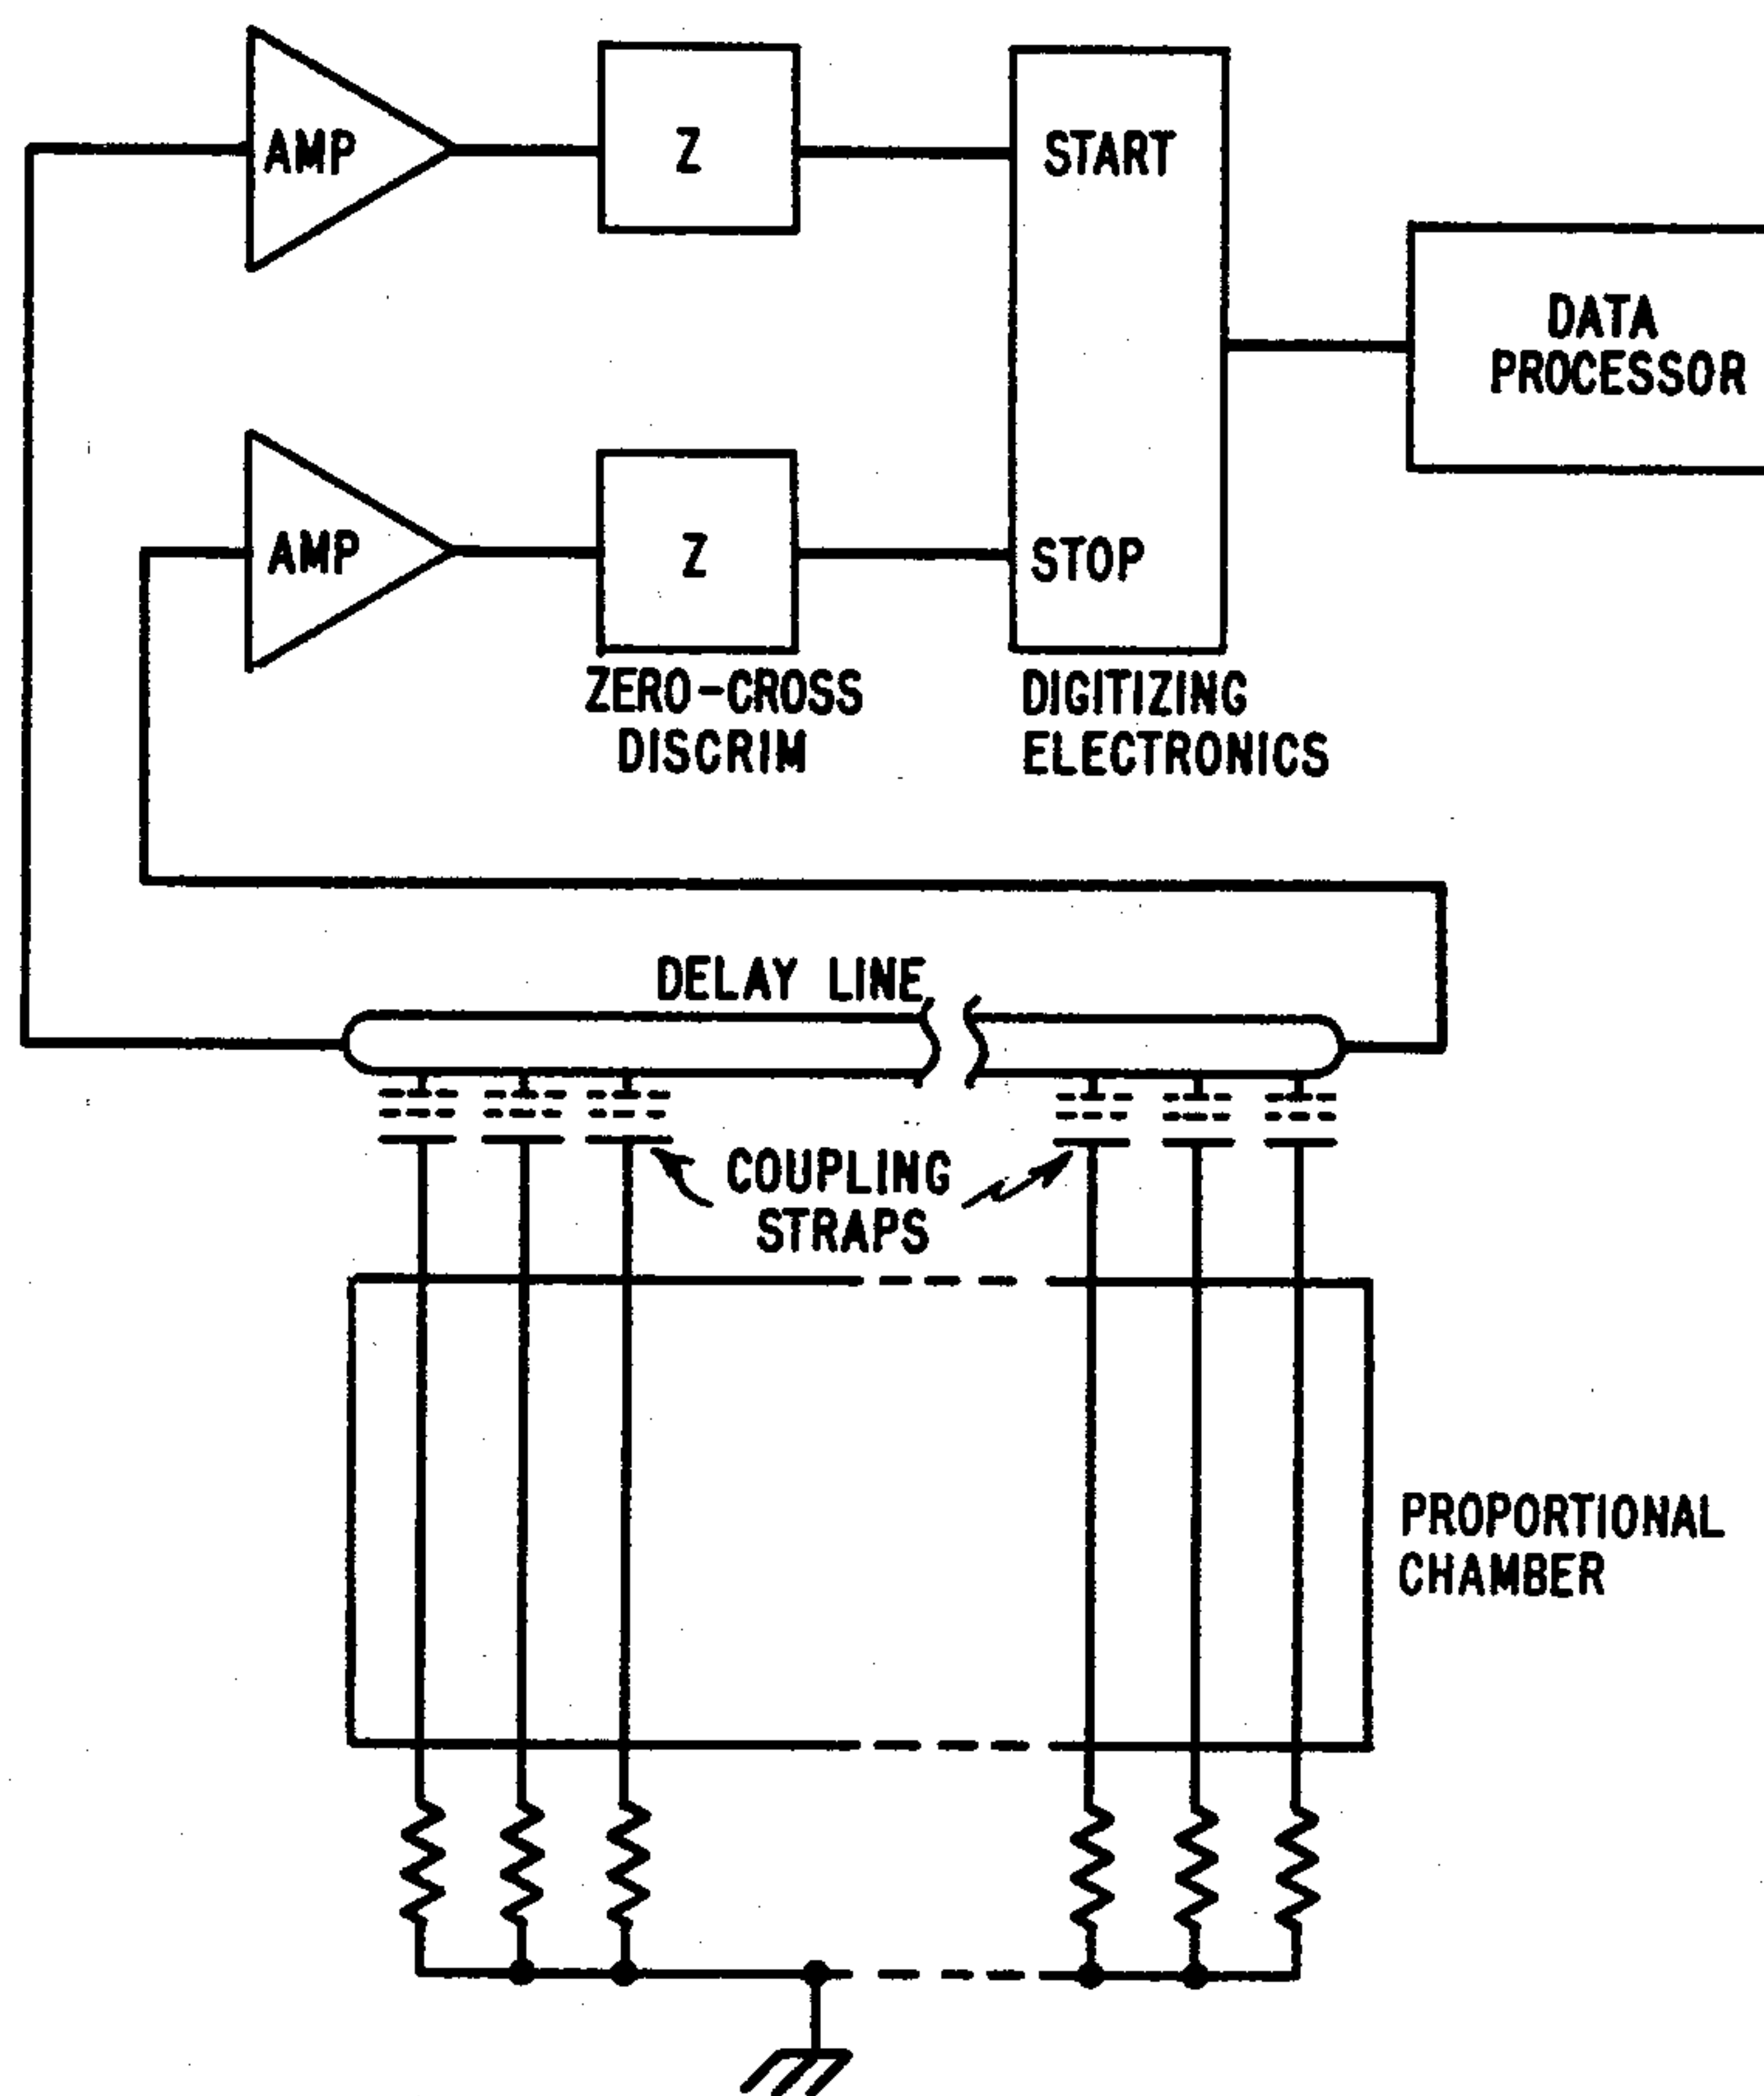 AMP
Z
START
DATA
PROCESSOR
AMP
Z
STOP
ZERO-CROSS
DISCRIM
DIGITIZING
ELECTRONICS
DELAY LINE
COUPLING
STRAPS
PROPORTIONAL
CHAMBER